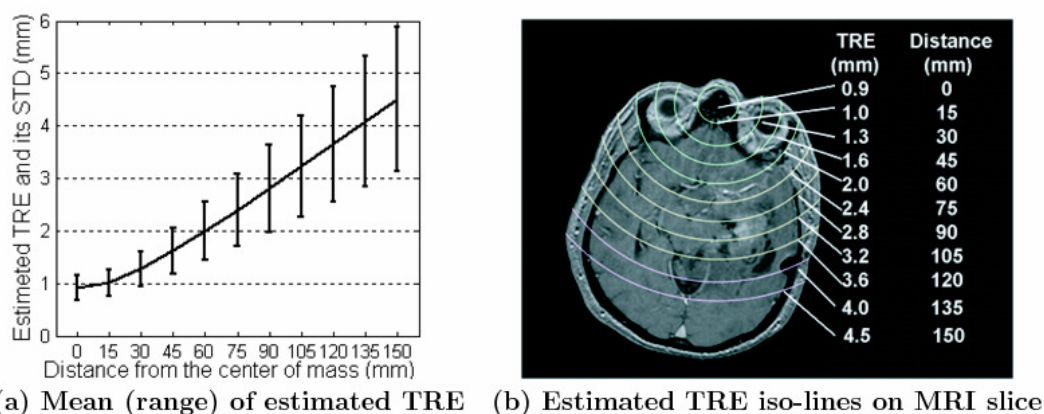 6
5
4
3
2
1
0
Estimeted TRE and its STD (mm)
0 15 30 45 60 75 90 105 120 135 150
Distance from the center of mass (mm)
a) Mean (range) of estimated TRE
TRE Distance
(mm) (mm)
0.9 0
1.0 15
1.3 30
1.6 45
2.0 60
2.4 75
2.8 90
3.2 105
3.6 120
4.0 135
4.5 150
(b) Estimated TRE iso-lines on MRI slice